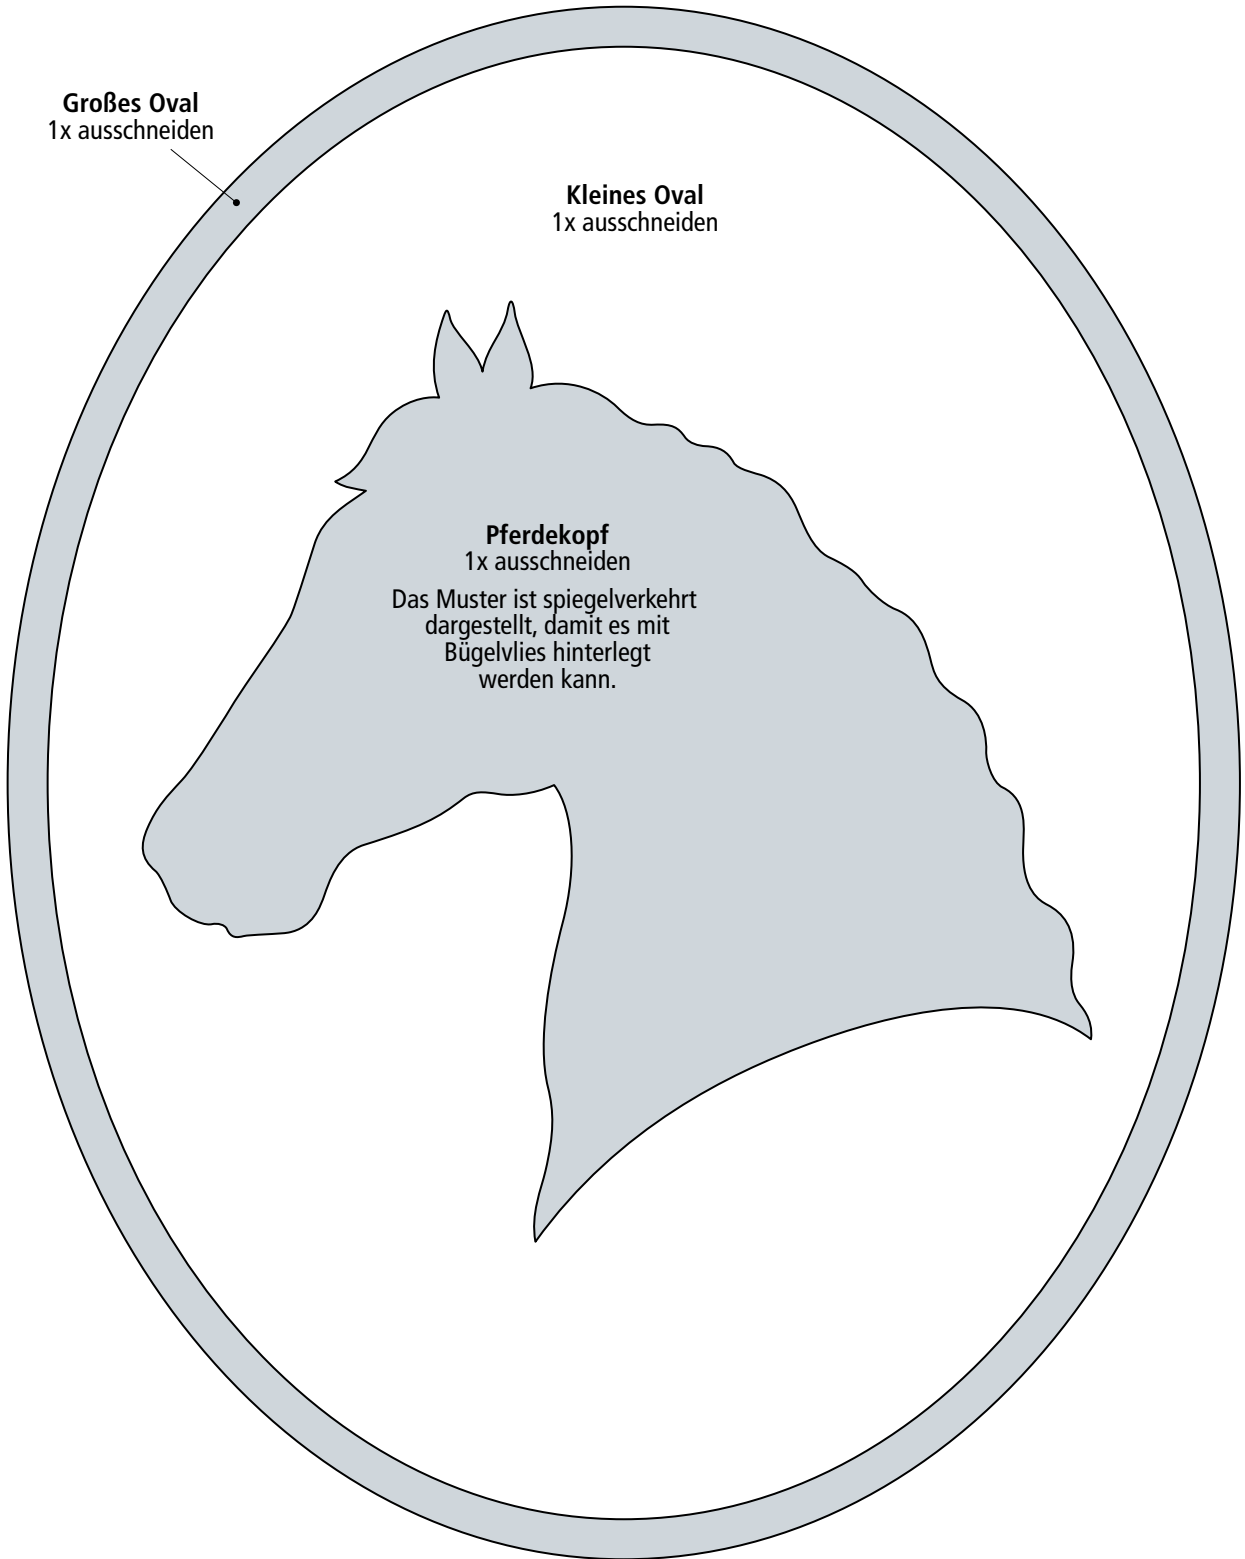 Großes Oval
1x ausschneiden
Kleines Oval
1x ausschneiden
Pferdekopf
1x ausschneiden
Das Muster ist spiegelverkehrt
dargestellt, damit es mit
Bügelvlies hinterlegt
werden kann.